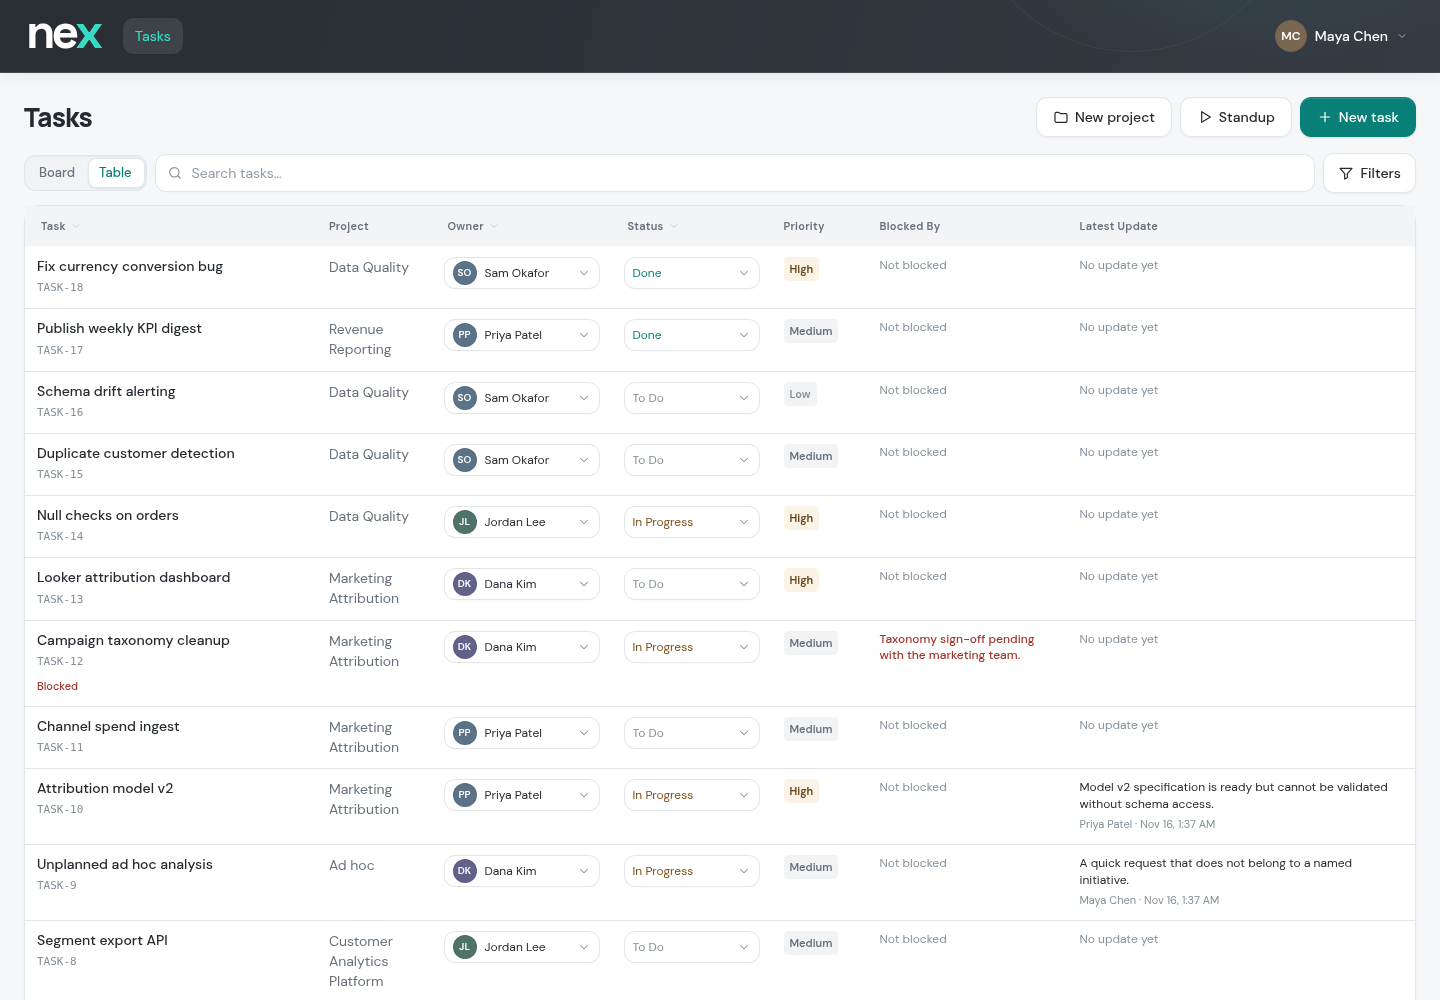 nex Tasks MC Maya Chen
Tasks New project Standup New task
Board Table Search tasks... Filters
Task Project Owner Status Priority Blocked By Latest Update
Fix currency conversion bug Data Quality SO Sam Okafor Done High Not blocked No update yet
TASK-18
Publish weekly KPI digest Revenue PP Priya Patel Done Medium Not blocked No update yet
TASK-17 Reporting
Schema drift alerting Data Quality SO Sam Okafor To Do Low Not blocked No update yet
TASK-16
Duplicate customer detection Data Quality SO Sam Okafor To Do Medium Not blocked No update yet
TASK-15
Null checks on orders Data Quality JL Jordan Lee In Progress High Not blocked No update yet
TASK-14
Looker attribution dashboard Marketing DK Dana Kim To Do High Not blocked No update yet
TASK-13 Attribution
Campaign taxonomy cleanup Marketing DK Dana Kim In Progress Medium Taxonomy sign-off pending No update yet
TASK-12 Attribution with the marketing team.
Blocked
Channel spend ingest Marketing PP Priya Patel To Do Medium Not blocked No update yet
TASK-11 Attribution
Attribution model v2 Marketing PP Priya Patel In Progress High Not blocked Model v2 specification is ready but cannot be validated
TASK-10 Attribution without schema access.
Priya Patel · Nov 16, 1:37 AM
Unplanned ad hoc analysis Ad hoc DK Dana Kim In Progress Medium Not blocked A quick request that does not belong to a named
TASK-9 initiative.
Maya Chen · Nov 16, 1:37 AM
Segment export API Customer JL Jordan Lee To Do Medium Not blocked No update yet
TASK-8 Analytics
Platform